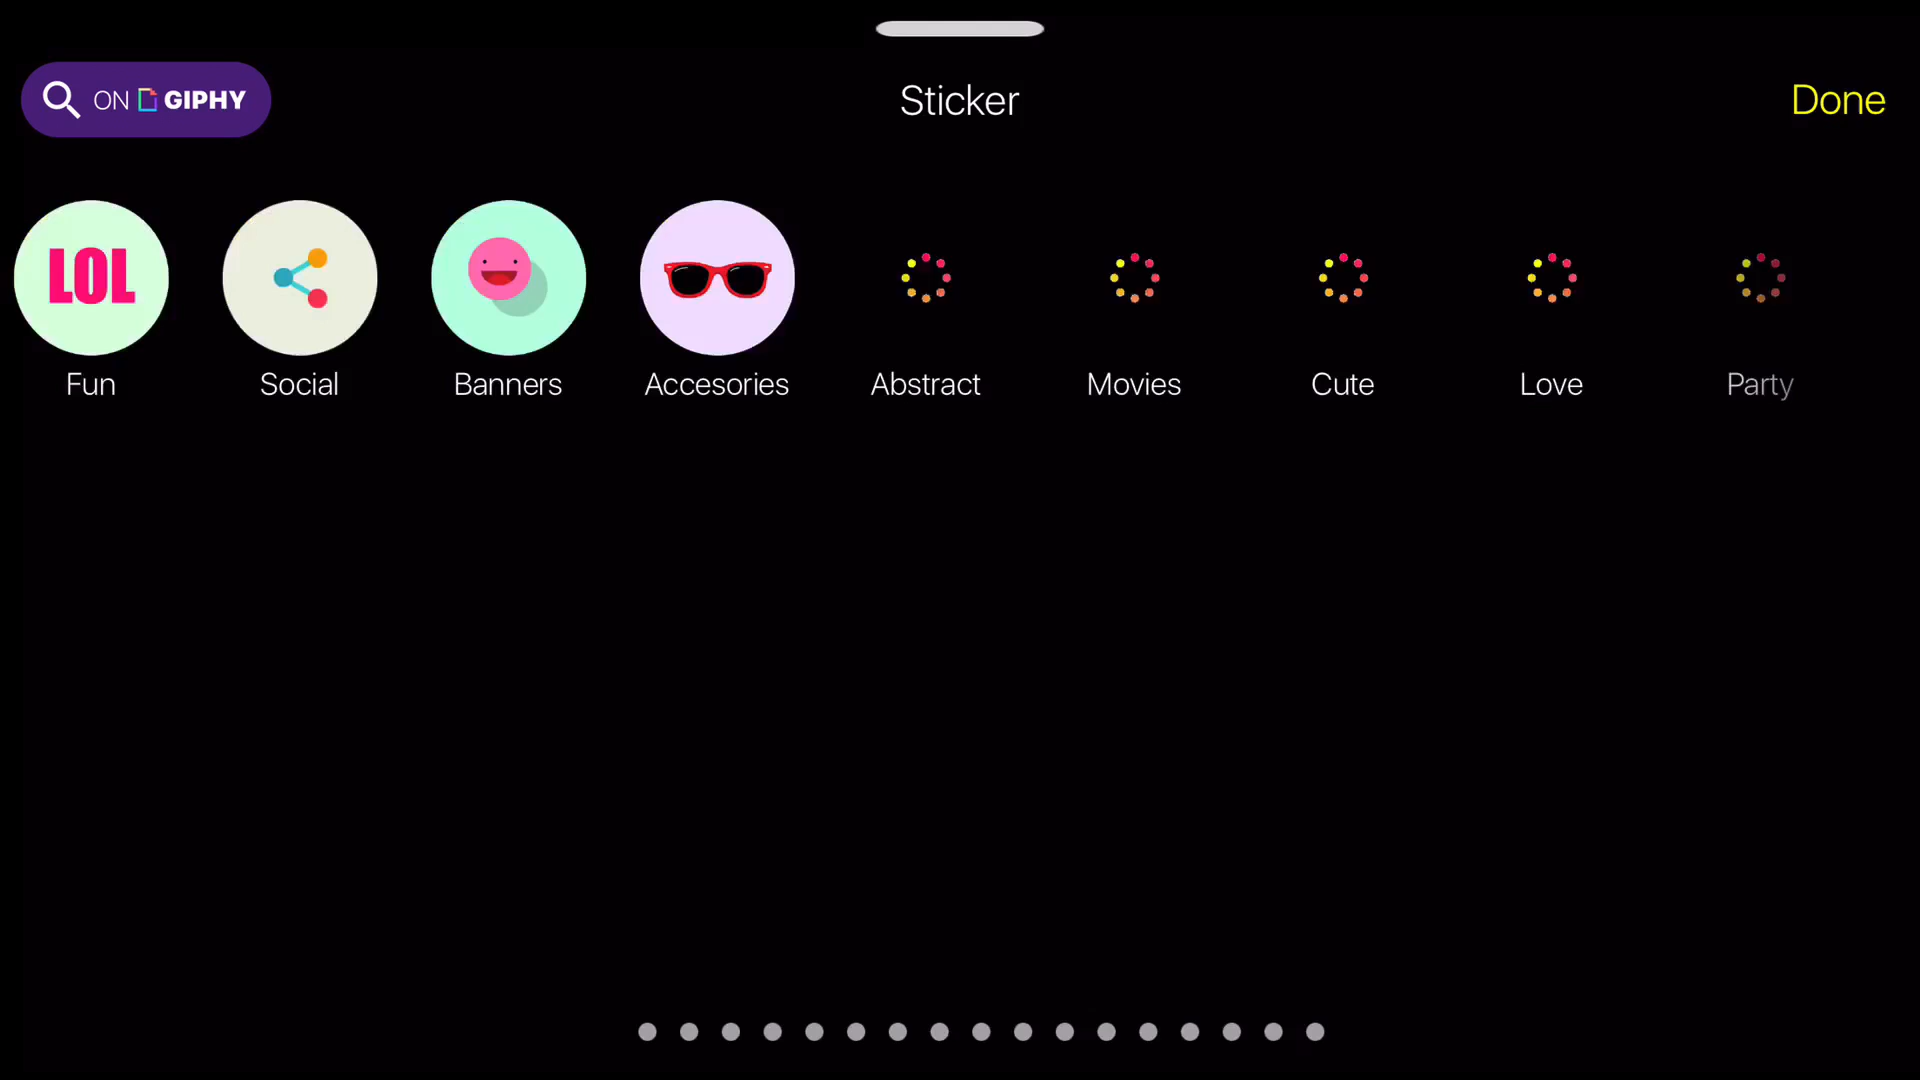 ON GIPHY
Sticker
Done
LOL
Fun
Social
Banners
Accesories
Abstract
Movies
Cute
Love
Party